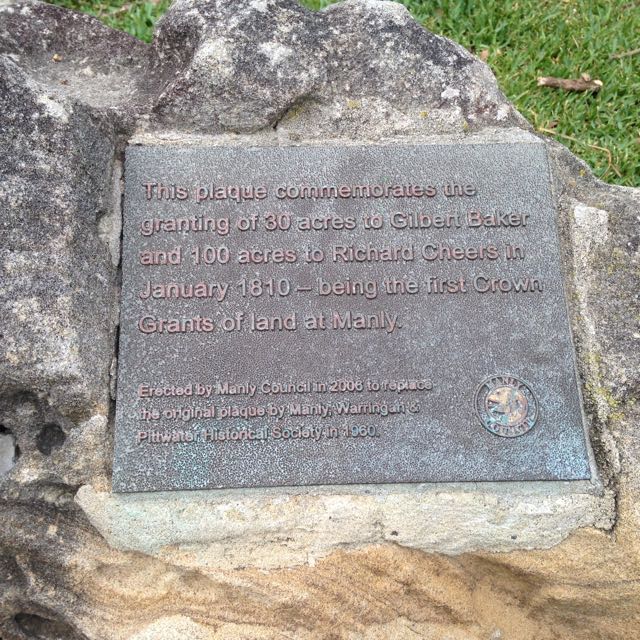 This plaque commemorates the
granting of 30 acres to Gilbert Baker
and 100 acres to Richard Cheers in
January 1810 – being the first Crown
Grants of land at Manly.
Erected by Manly Council in 2006 to replace
the original plaque by Manly, Warringah &
Pittwater Historical Society in 1960.
MANLY
COUNCIL